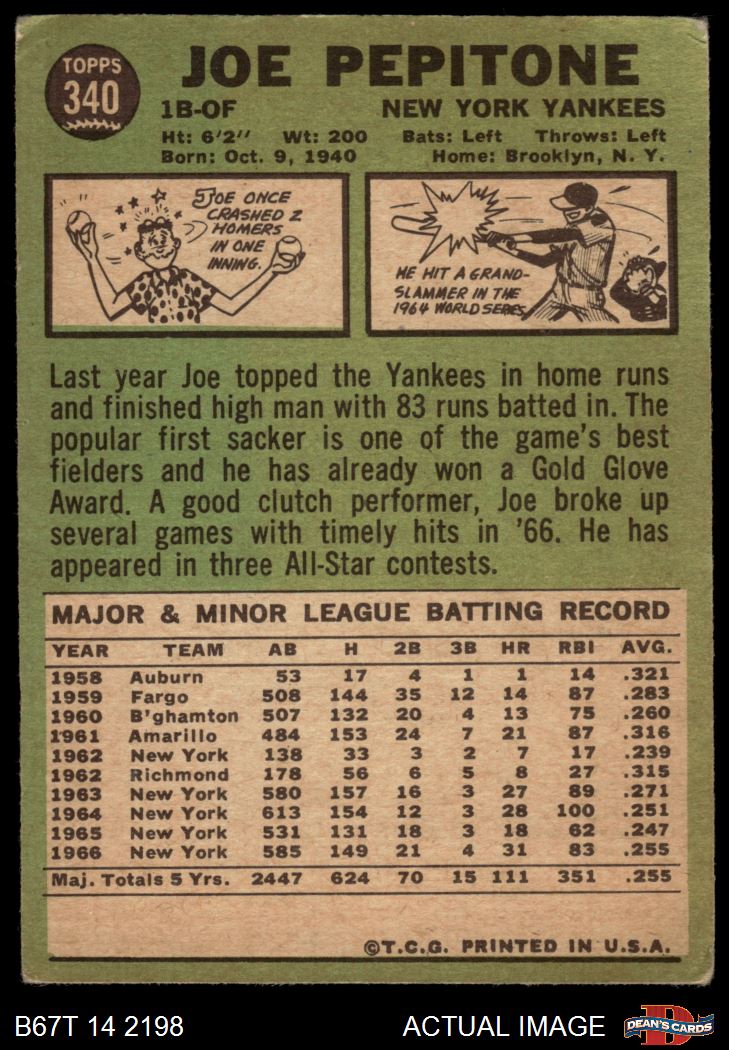 TOPPS
340
JOE PEPITONE
1B-OF NEW YORK YANKEES
Ht: 6'2" Wt: 200 Bats: Left Throws: Left
Born: Oct. 9, 1940 Home: Brooklyn, N. Y.
JOE ONCE
CRASHED 2
HOMERS
IN ONE
INNING.
HE HIT A GRAND-
SLAMMER IN THE
1964 WORLD SERIES
Last year Joe topped the Yankees in home runs
and finished high man with 83 runs batted in. The
popular first sacker is one of the game's best
fielders and he has already won a Gold Glove
Award. A good clutch performer, Joe broke up
several games with timely hits in '66. He has
appeared in three All-Star contests.
MAJOR & MINOR LEAGUE BATTING RECORD
YEAR TEAM AB H 2B 3B HR RBI AVG.
1958 Auburn 53 17 4 1 1 14 .321
1959 Fargo 508 144 35 12 14 87 .283
1960 B'ghamton 507 132 20 4 13 75 .260
1961 Amarillo 484 153 24 7 21 87 .316
1962 New York 138 33 3 2 7 17 .239
1962 Richmond 178 56 6 5 8 27 .315
1963 New York 580 157 16 3 27 89 .271
1964 New York 613 154 12 3 28 100 .251
1965 New York 531 131 18 3 18 62 .247
1966 New York 585 149 21 4 31 83 .255
Maj. Totals 5 Yrs. 2447 624 70 15 111 351 .255
©T.C.G. PRINTED IN U.S.A.
B67T 14 2198 ACTUAL IMAGE
DEAN'S CARDS